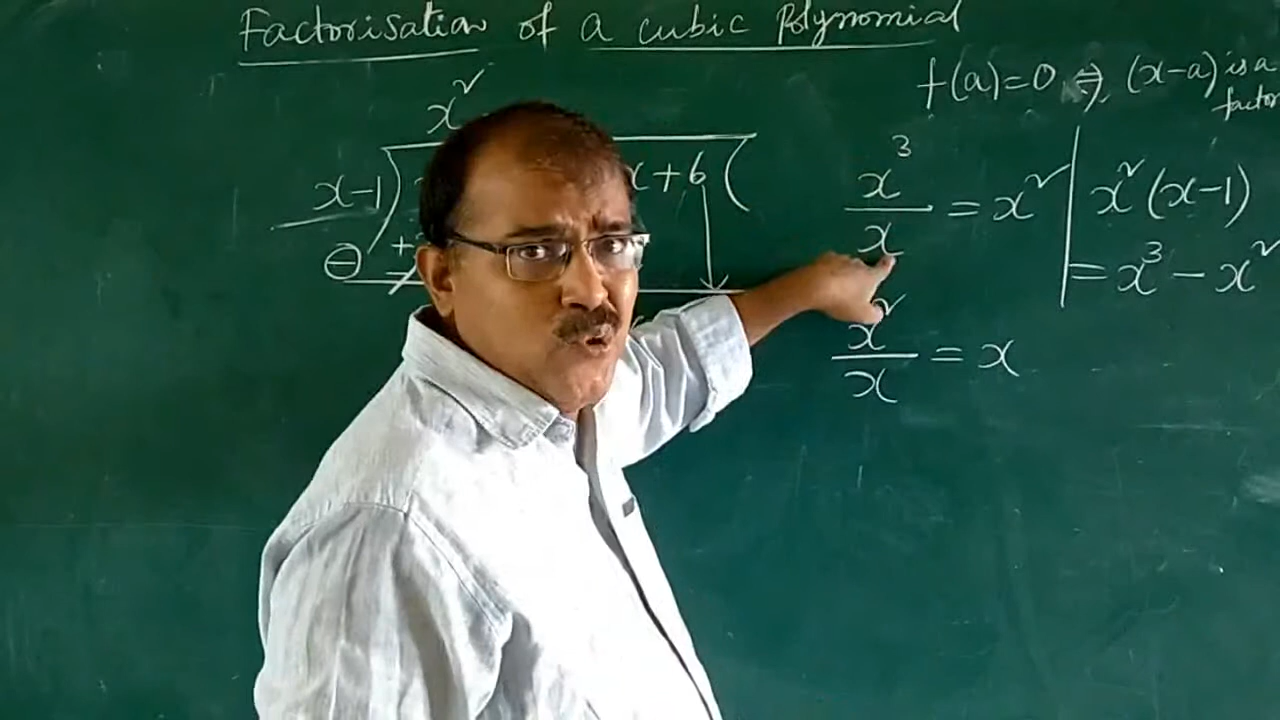 Factorisation of a cubic Polynomial
f(a)=0 ⇔ (x-a) is a factor
x²
x-1) x+6(
x³/x = x²
x²(x-1)
= x³ - x²
x²/x = x